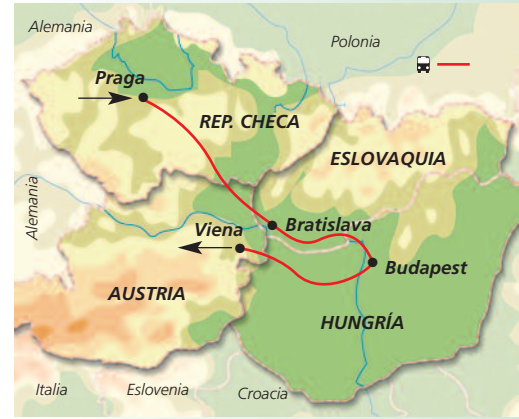 Alemania
Polonia
Praga
REP. CHECA
ESLOVAQUIA
Alemania
Bratislava
Viena
Budapest
AUSTRIA
HUNGRÍA
Italia
Eslovenia
Croacia